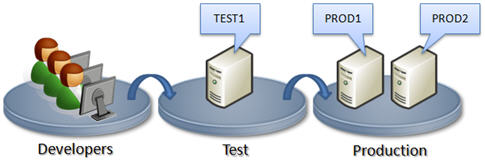 TEST1
PROD1
PROD2
Developers
Test
Production